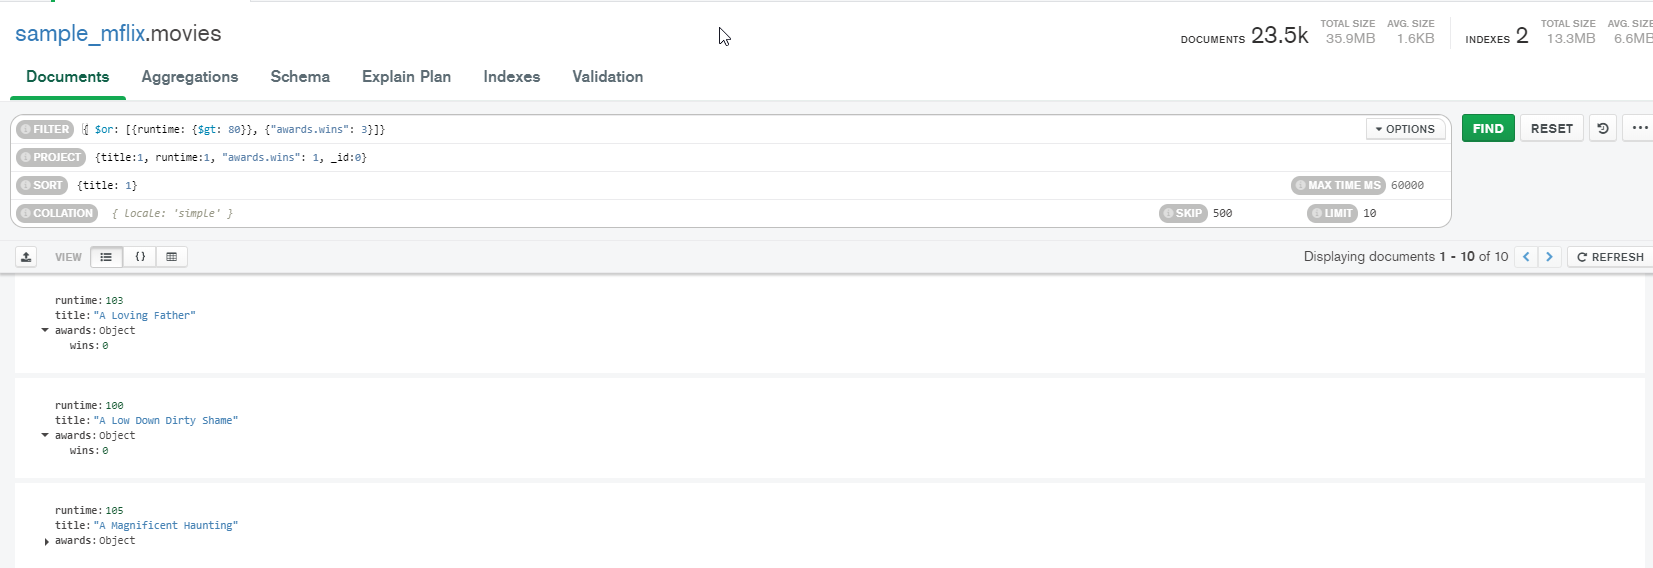 sample_mflix.movies
DOCUMENTS 23.5k TOTAL SIZE 35.9MB AVG. SIZE 1.6KB INDEXES 2 TOTAL SIZE 13.3MB AVG. SIZE 6.6MB
Documents Aggregations Schema Explain Plan Indexes Validation
FILTER { $or: [{runtime: {$gt: 80}}, {"awards.wins": 3}]} OPTIONS FIND RESET ...
PROJECT {title:1, runtime:1, "awards.wins": 1, _id:0}
SORT {title: 1} MAX TIME MS 60000
COLLATION { locale: 'simple' } SKIP 500 LIMIT 10
VIEW {} Displaying documents 1 - 10 of 10 < > REFRESH
runtime: 103
title: "A Loving Father"
awards: Object
wins: 0
runtime: 100
title: "A Low Down Dirty Shame"
awards: Object
wins: 0
runtime: 105
title: "A Magnificent Haunting"
awards: Object